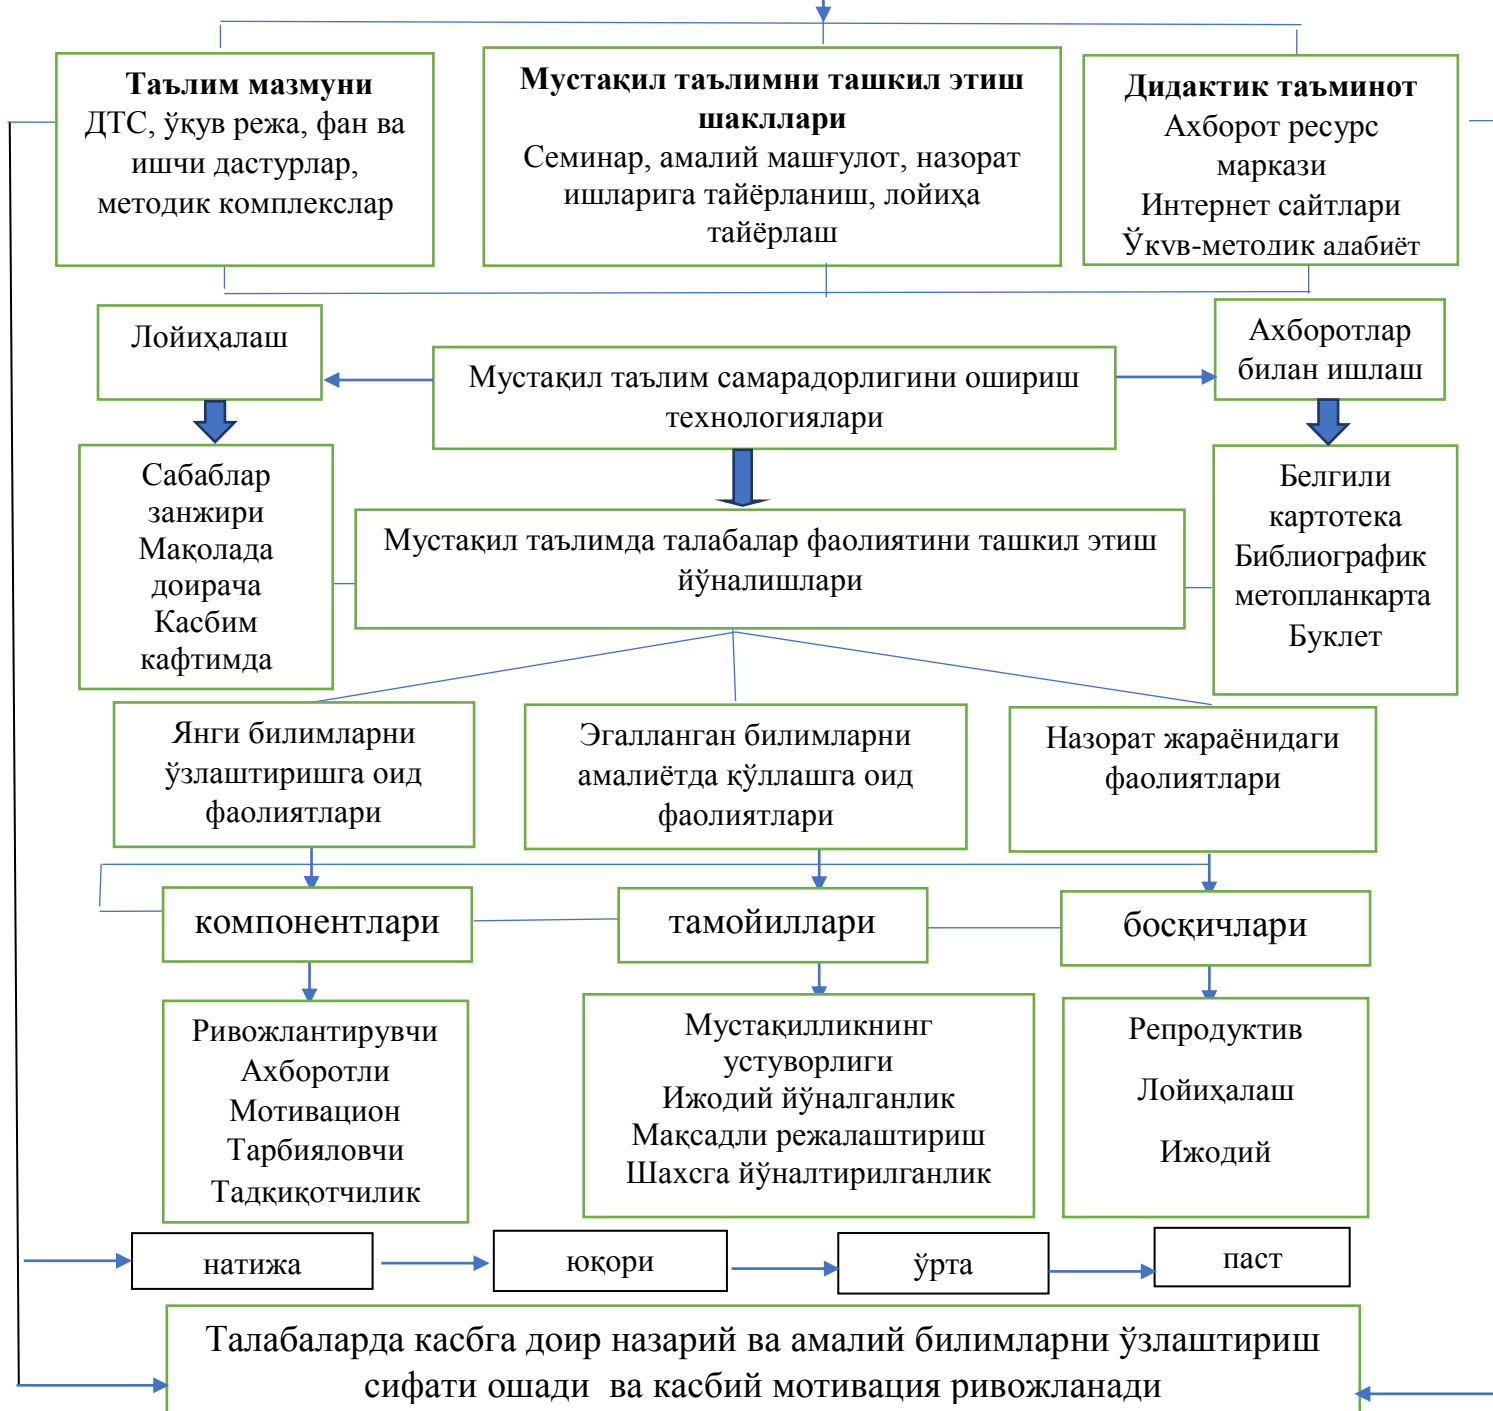 Таълим мазмуни
ДТС, ўқув режа, фан ва
ишчи дастурлар,
методик комплекслар
Мустақил таълимни ташкил этиш
шакллари
Семинар, амалий машғулот, назорат
ишларига тайёрланиш, лойиҳа
тайёрлаш
Дидактик таъминот
Ахборот ресурс
маркази
Интернет сайтлари
Ўқув-методик адабиёт
Лойиҳалаш
Мустақил таълим самарадорлигини ошириш
технологиялари
Ахборотлар
билан ишлаш
Сабаблар
занжири
Мақолада
доирача
Касбим
кафтимда
Мустақил таълимда талабалар фаолиятини ташкил этиш
йўналишлари
Белгили
картотека
Библиографик
метопланкарта
Буклет
Янги билимларни
ўзлаштиришга оид
фаолиятлари
Эгалланган билимларни
амалиётда қўллашга оид
фаолиятлари
Назорат жараёнидаги
фаолиятлари
компонентлари
тамойиллари
босқичлари
Ривожлантирувчи
Ахборотли
Мотивацион
Тарбияловчи
Тадқиқотчилик
Мустақилликнинг
устуворлиги
Ижодий йўналганлик
Мақсадли режалаштириш
Шахсга йўналтирилганлик
Репродуктив
Лойиҳалаш
Ижодий
натижа
юқори
ўрта
паст
Талабаларда касбга доир назарий ва амалий билимларни ўзлаштириш
сифати ошади ва касбий мотивация ривожланади